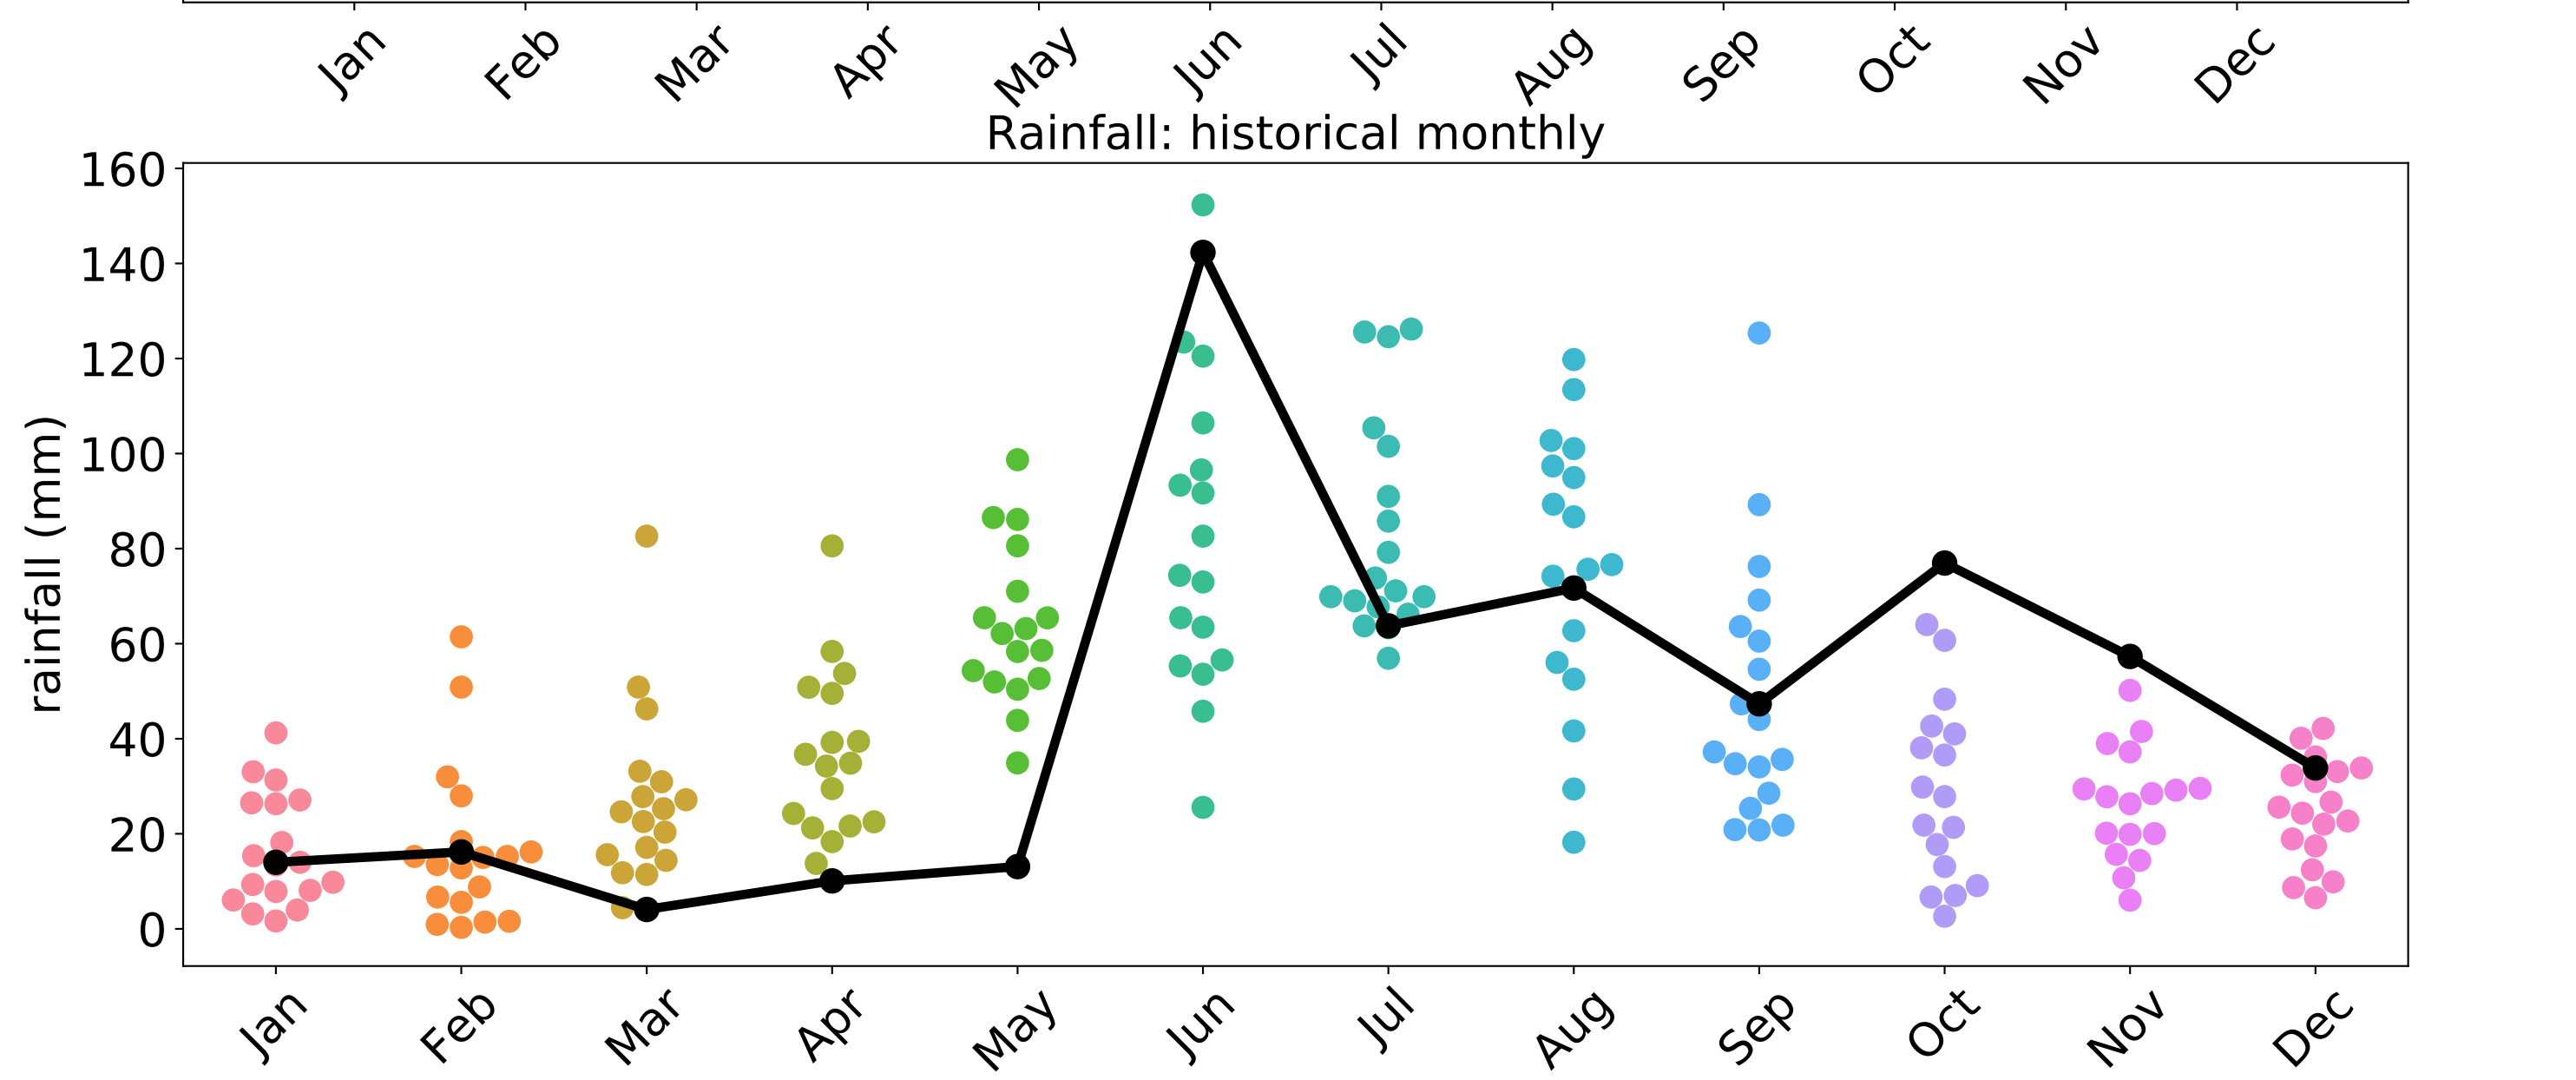 Jan Feb Mar Apr May Jun Jul Aug Sep Oct Nov Dec
Rainfall: historical monthly
rainfall (mm)
160
140
120
100
80
60
40
20
0
Jan Feb Mar Apr May Jun Jul Aug Sep Oct Nov Dec